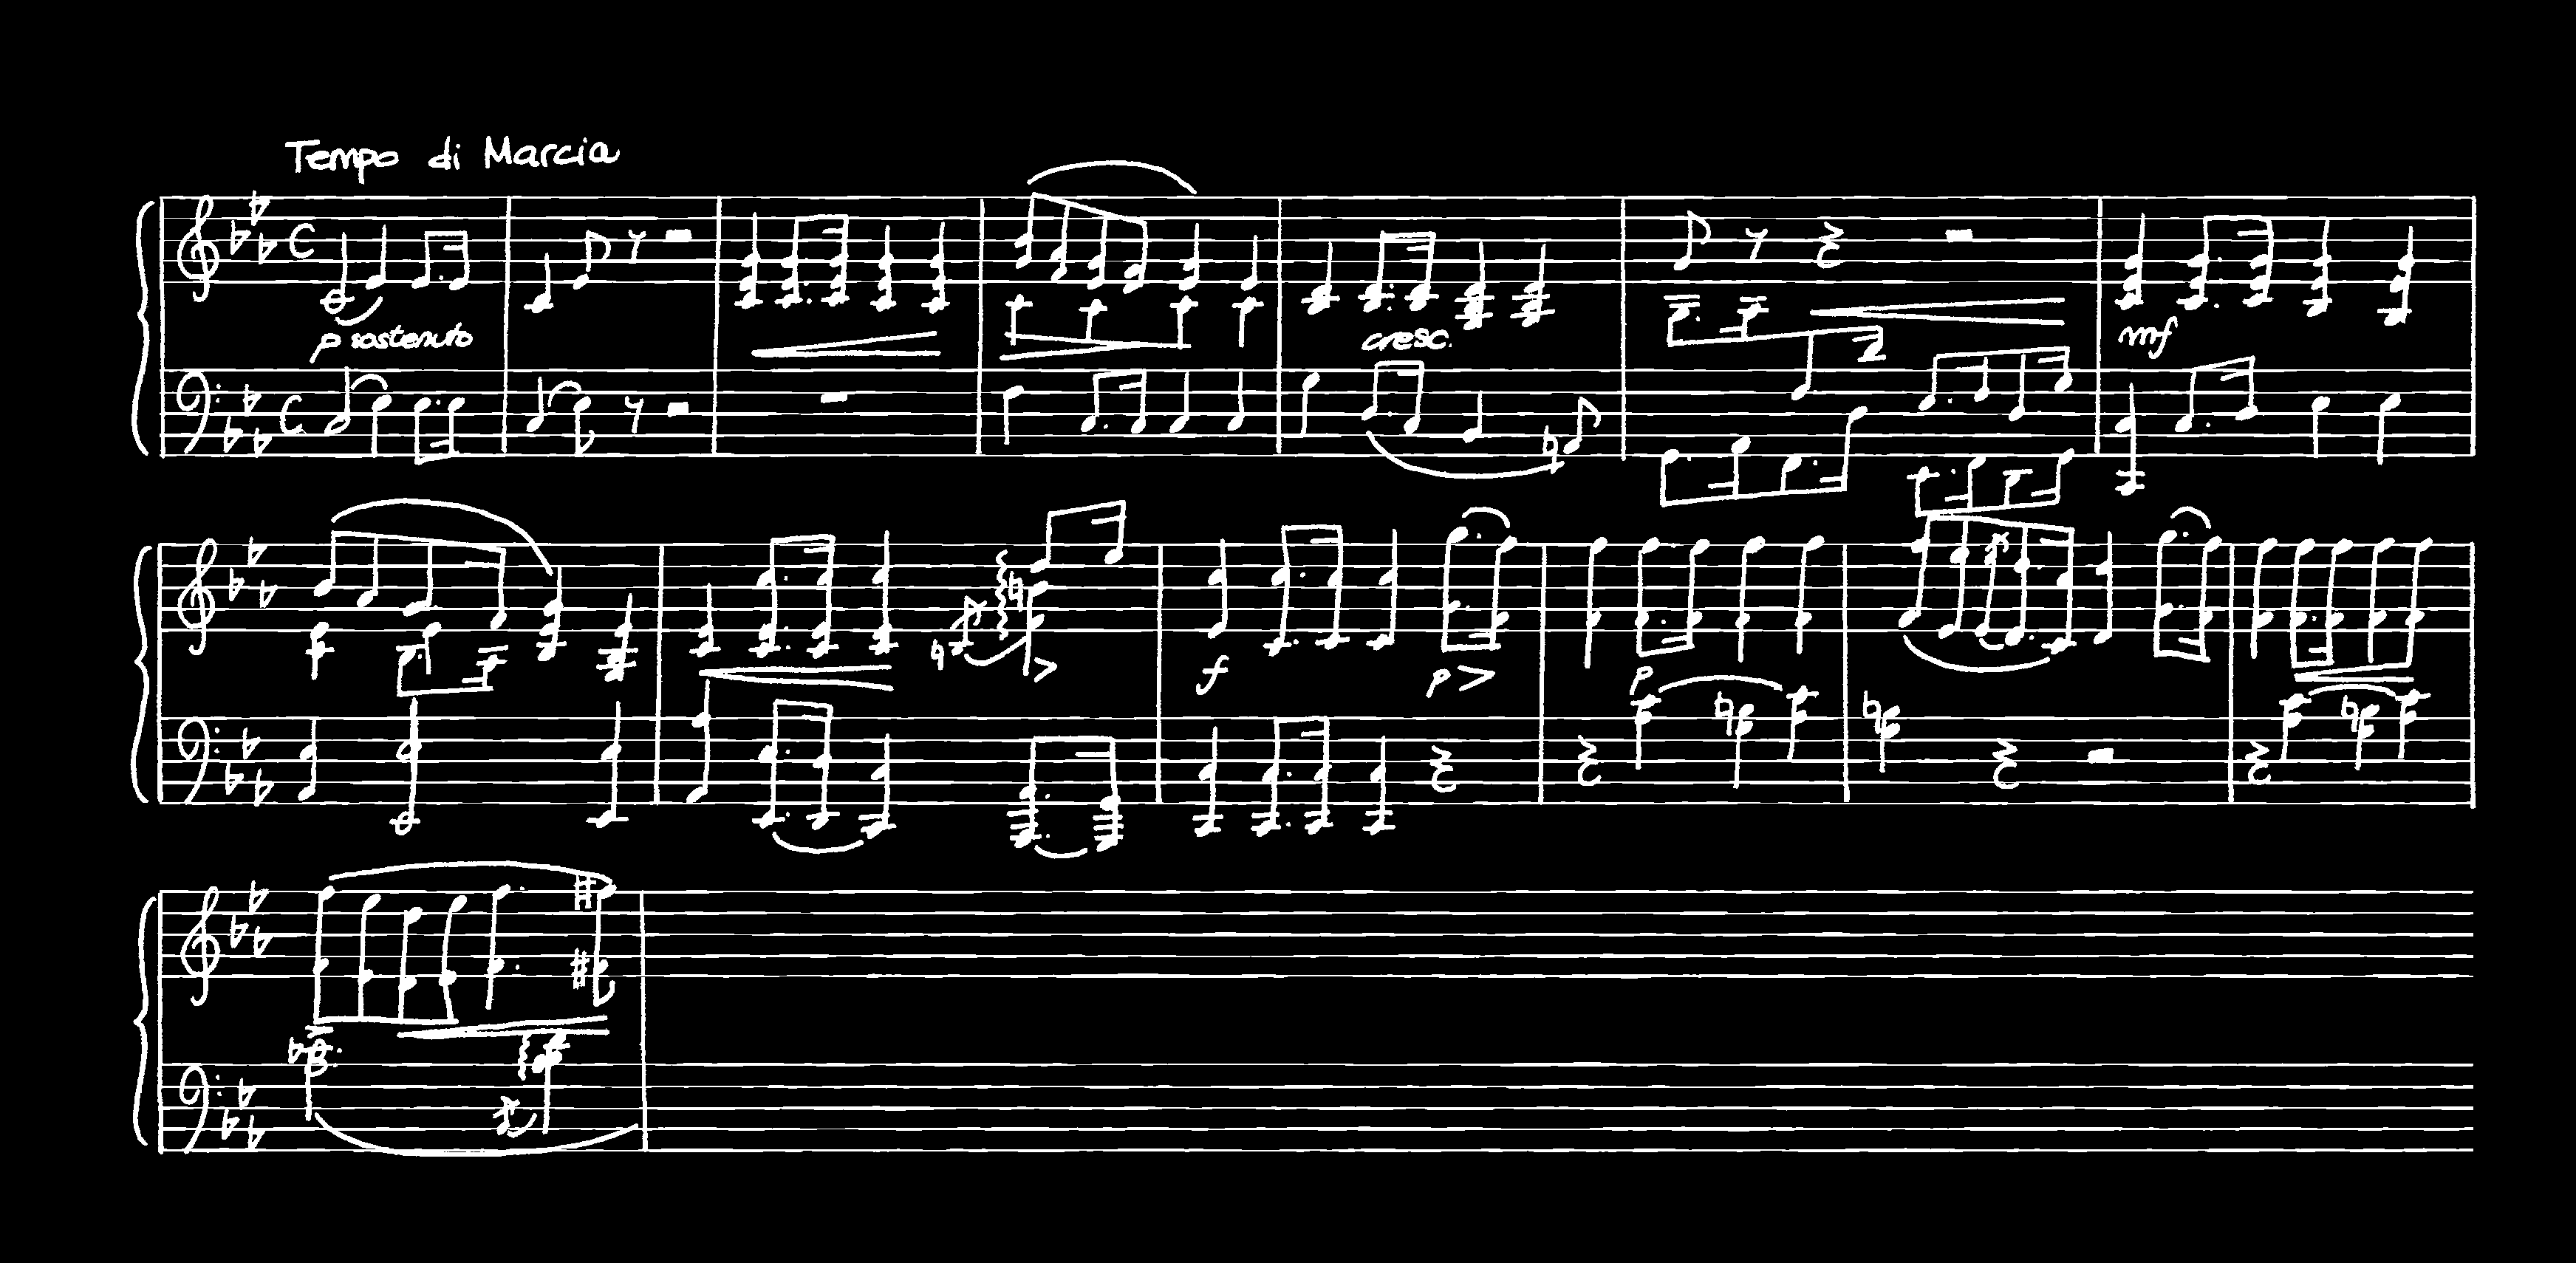 Tempo di Marcia
p sostenuto
cresc.
mf
f
p
p